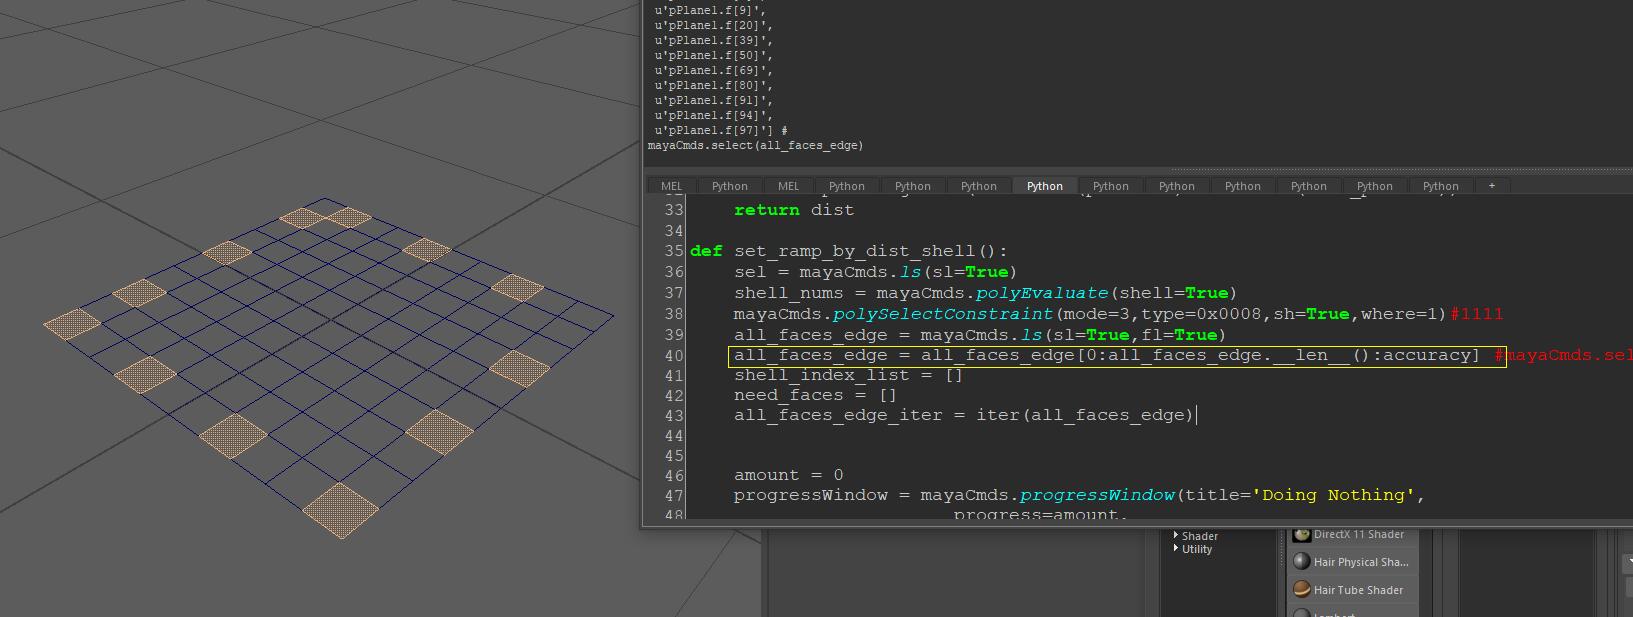 u'pPlane1.f[9]',
u'pPlane1.f[20]',
u'pPlane1.f[39]',
u'pPlane1.f[50]',
u'pPlane1.f[69]',
u'pPlane1.f[80]',
u'pPlane1.f[91]',
u'pPlane1.f[94]',
u'pPlane1.f[97]'] #
mayaCmds.select(all_faces_edge)
MEL Python MEL Python Python Python Python Python Python Python Python Python Python +
33 return dist
34
35 def set_ramp_by_dist_shell():
36 sel = mayaCmds.ls(sl=True)
37 shell_nums = mayaCmds.polyEvaluate(shell=True)
38 mayaCmds.polySelectConstraint(mode=3,type=0x0008,sh=True,where=1)#1111
39 all_faces_edge = mayaCmds.ls(sl=True,fl=True)
40 all_faces_edge = all_faces_edge[0:all_faces_edge.__len__():accuracy] #mayaCmds.sel
41 shell_index_list = []
42 need_faces = []
43 all_faces_edge_iter = iter(all_faces_edge)
44
45
46 amount = 0
47 progressWindow = mayaCmds.progressWindow(title='Doing Nothing',
48 progress=amount,
Shader
Utility
DirectX 11 Shader
Hair Physical Sha...
Hair Tube Shader